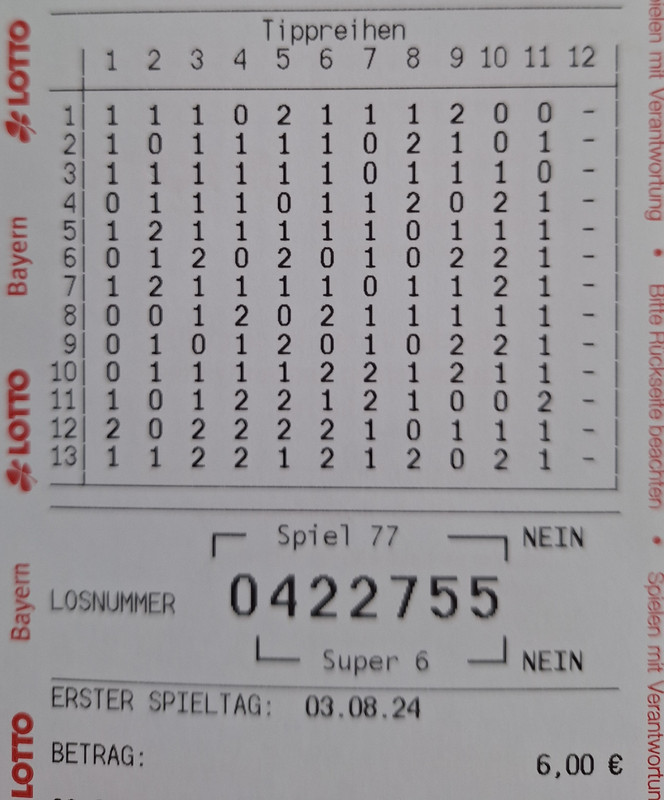 Tippreihen
1 2 3 4 5 6 7 8 9 10 11 12
1 1 1 1 0 2 1 1 1 2 0 0 -
2 1 0 1 1 1 1 0 2 1 0 1 -
3 1 1 1 1 1 1 0 1 1 1 0 -
4 0 1 1 1 0 1 1 2 0 2 1 -
5 1 2 1 1 1 1 1 0 1 1 1 -
6 0 1 2 0 2 0 1 0 2 2 1 -
7 1 2 1 1 1 1 0 1 1 2 1 -
8 0 0 1 2 0 2 1 1 1 1 1 -
9 0 1 0 1 2 0 1 0 2 2 1 -
10 0 1 1 1 1 2 2 1 2 1 1 -
11 1 0 1 2 2 1 2 1 0 0 2 -
12 2 0 2 2 2 2 1 0 1 1 1 -
13 1 1 2 2 1 2 1 2 0 2 1 -
Spiel 77 NEIN
LOSNUMMER 0422755
Super 6 NEIN
ERSTER SPIELTAG: 03.08.24
BETRAG: 6,00 €
LOTTO
Bayern
LOTTO
Bayern
LOTTO
Spielen mit Verantwortung • Bitte Rückseite beachten • Spielen mit Verantwortun